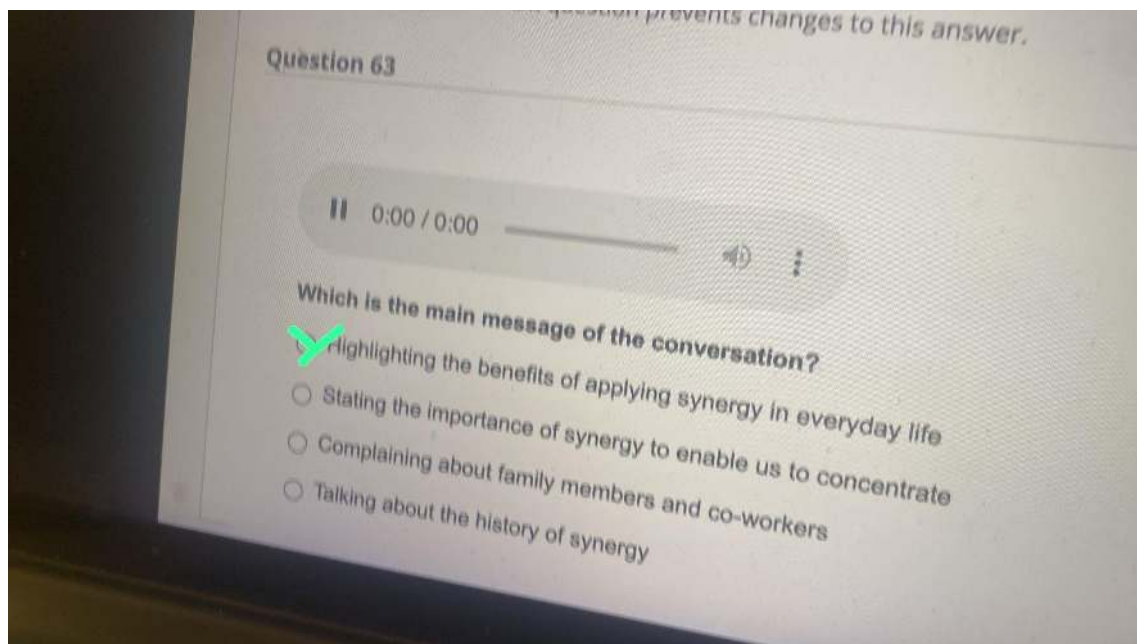 prevents changes to this answer.
Question 63
0:00 / 0:00
Which is the main message of the conversation?
Highlighting the benefits of applying synergy in everyday life
Stating the importance of synergy to enable us to concentrate
Complaining about family members and co-workers
Talking about the history of synergy